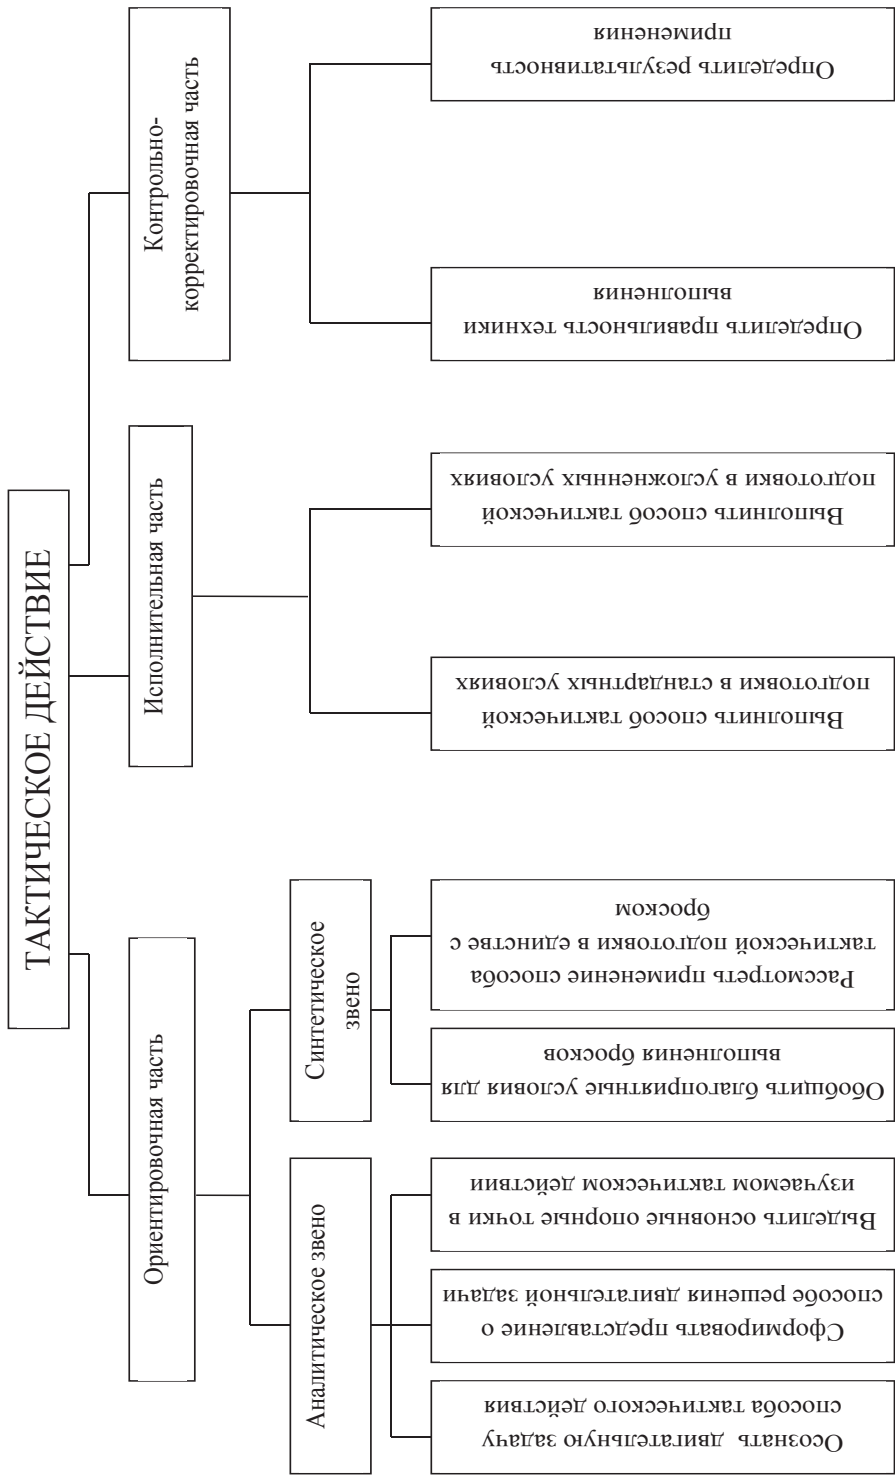 ТАКТИЧЕСКОЕ ДЕЙСТВИЕ
Ориентировочная часть
Исполнительная часть
Контрольно-
корректировочная часть
Аналитическое звено
Синтетическое
звено
Осознать двигательную задачу
способа тактического действия
Сформировать представление о
способе решения двигательной задачи
Выделить основные опорные точки в
изучаемом тактическом действии
Обобщить благоприятные условия для
выполнения бросков
Рассмотреть применение способа
тактической подготовки в единстве с
броском
Выполнить способ тактической
подготовки в стандартных условиях
Выполнить способ тактической
подготовки в усложненных условиях
Определить правильность техники
выполнения
Определить результативность
применения